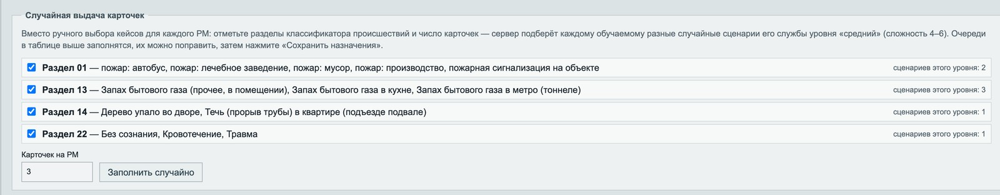 Случайная выдача карточек
Вместо ручного выбора кейсов для каждого РМ: отметьте разделы классификатора происшествий и число карточек — сервер подберёт каждому обучаемому разные случайные сценарии его службы уровня «средний» (сложность 4–6). Очереди
в таблице выше заполнятся, их можно поправить, затем нажмите «Сохранить назначения».
Раздел 01 — пожар: автобус, пожар: лечебное заведение, пожар: мусор, пожар: производство, пожарная сигнализация на объекте сценариев этого уровня: 2
Раздел 13 — Запах бытового газа (прочее, в помещении), Запах бытового газа в кухне, Запах бытового газа в метро (тоннеле) сценариев этого уровня: 3
Раздел 14 — Дерево упало во дворе, Течь (прорыв трубы) в квартире (подъезде подвале) сценариев этого уровня: 1
Раздел 22 — Без сознания, Кровотечение, Травма сценариев этого уровня: 1
Карточек на РМ
3 Заполнить случайно